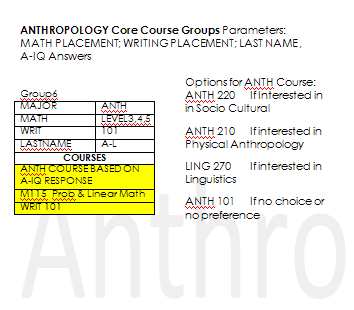 ANTHROPOLOGY Core Course Groups Parameters:
MATH PLACEMENT; WRITING PLACEMENT; LAST NAME,
A-IQ Answers
Group6
MAJOR ANTH
MATH LEVEL3,4,5
WRIT 101
LASTNAME A-L
COURSES
ANTH COURSE BASED ON
A-IQ RESPONSE
M115 Prob & Linear Math
WRIT 101
Options for ANTH Course:
ANTH 220 If interested in
in Socio Cultural
ANTH 210 If interested in
Physical Anthropology
LING 270 If interested in
Linguistics
ANTH 101 If no choice or
no preference
Anthro